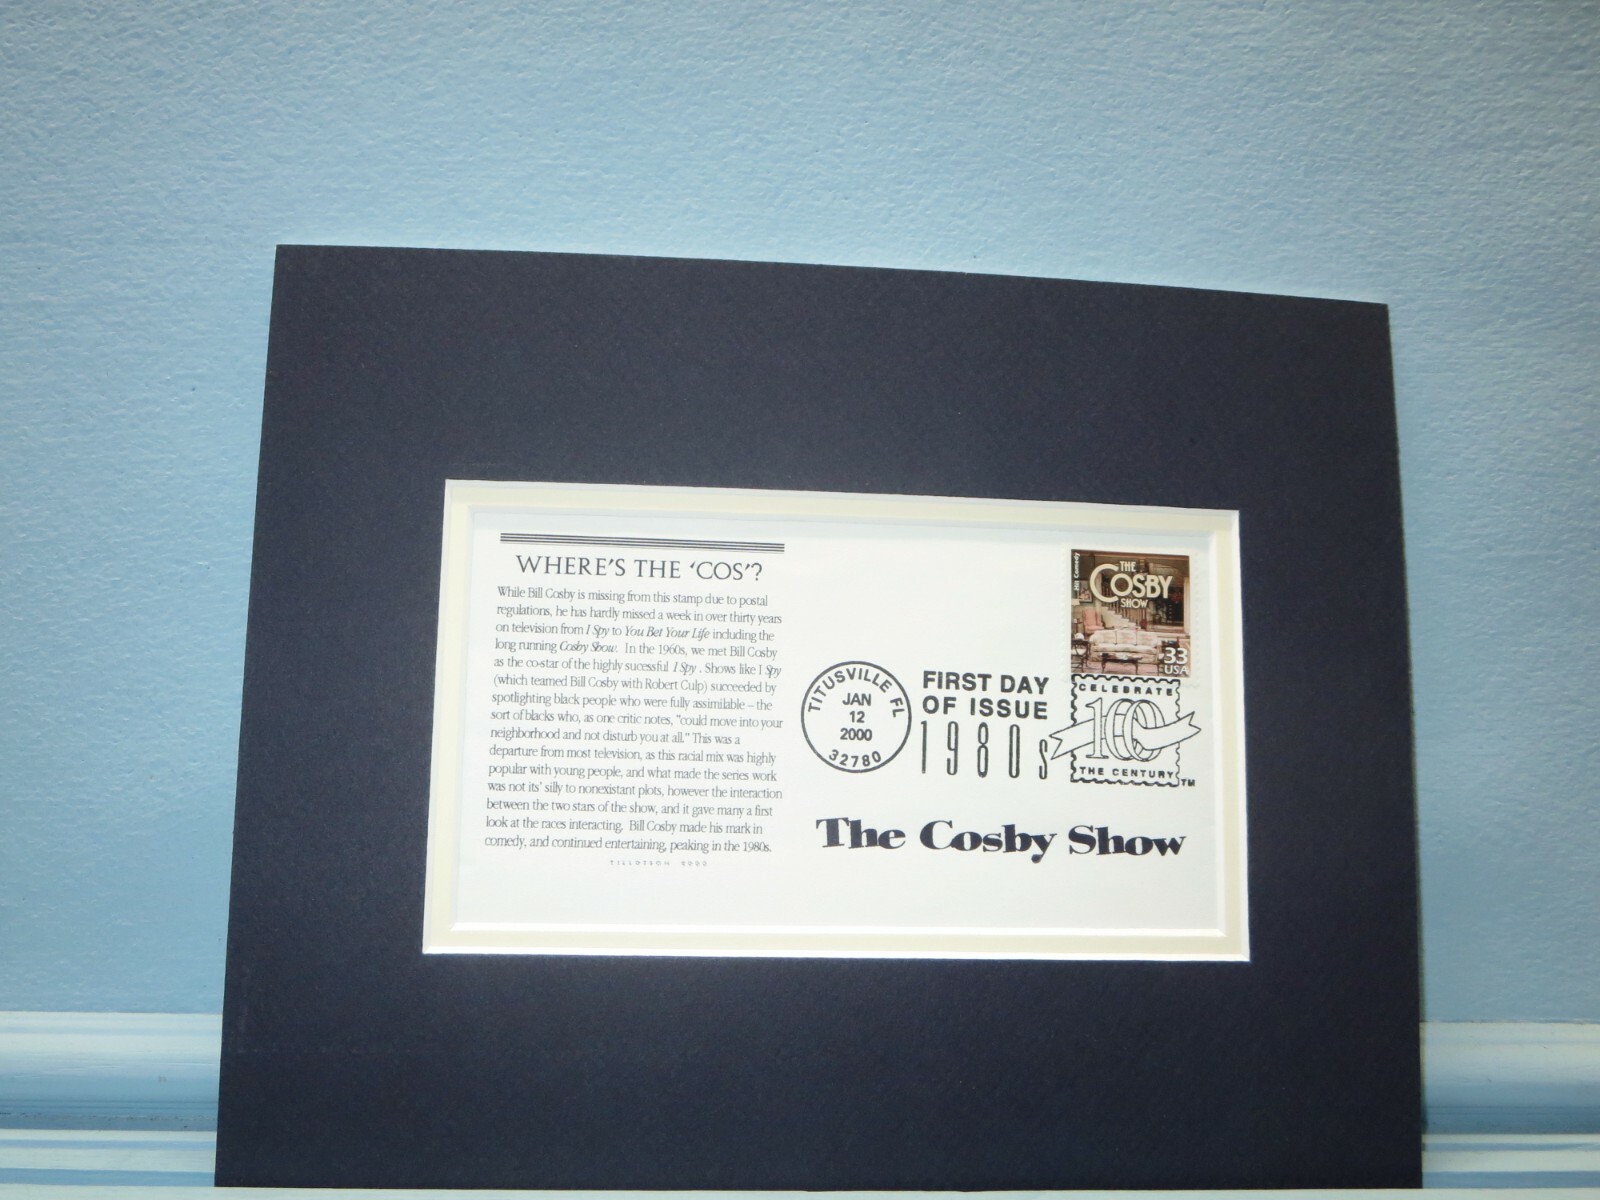 WHERE'S THE 'COS'?
While Bill Cosby is missing from this stamp due to postal
regulations, he has hardly missed a week in over thirty years
on television from I Spy to You Bet Your Life including the
long running Cosby Show. In the 1960s, we met Bill Cosby
as the co-star of the highly sucessful I Spy. Shows like I Spy
(which teamed Bill Cosby with Robert Culp) succeeded by
spotlighting black people who were fully assimilable – the
sort of blacks who, as one critic notes, "could move into your
neighborhood and not disturb you at all." This was a
departure from most television, as this racial mix was highly
popular with young people, and what made the series work
was not its' silly to nonexistant plots, however the interaction
between the two stars of the show, and it gave many a first
look at the races interacting. Bill Cosby made his mark in
comedy, and continued entertaining, peaking in the 1980s.
TILLOTSON 2000
Hit Comedy
THE
COSBY
SHOW
33
USA
TITUSVILLE FL
JAN
12
2000
32780
FIRST DAY
OF ISSUE
1980s
CELEBRATE
100
THE CENTURY
TM
The Cosby Show